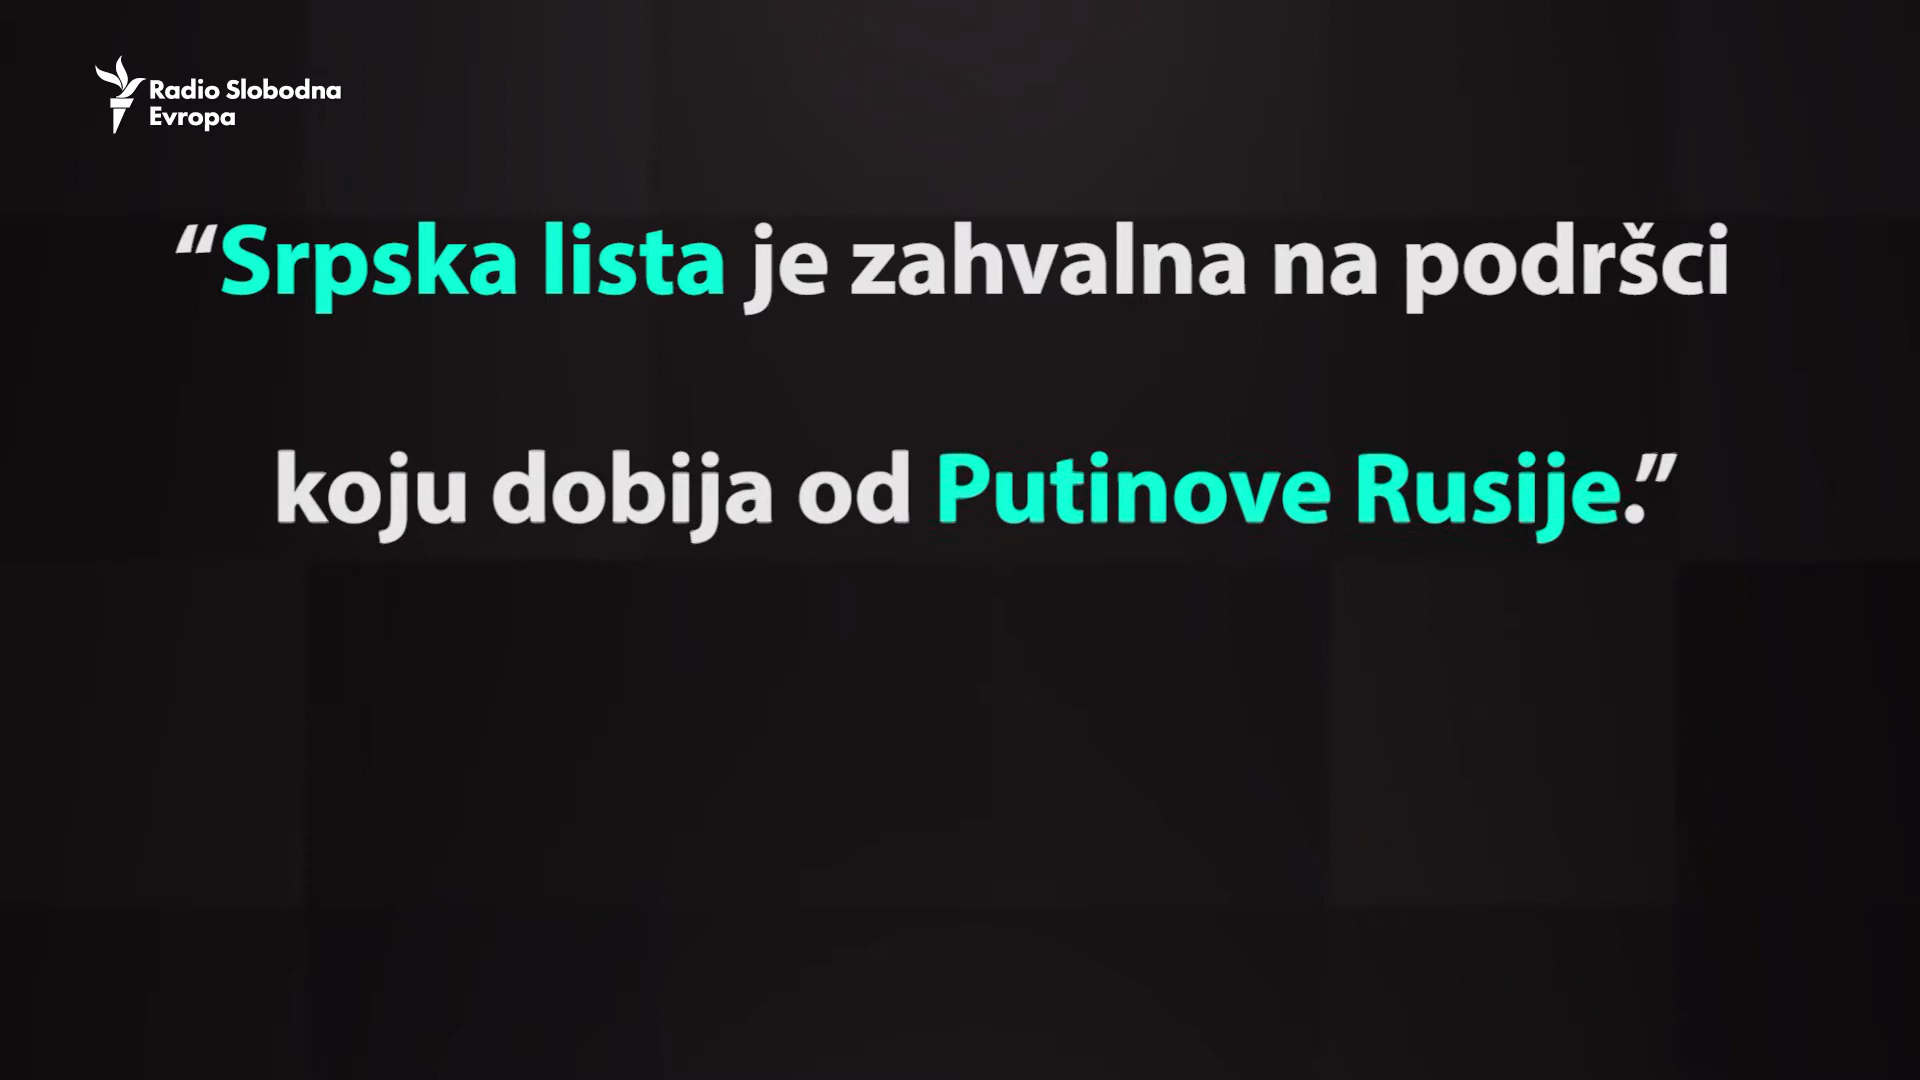 Radio Slobodna
Evropa
“Srpska lista je zahvalna na podršci
koju dobija od Putinove Rusije.”